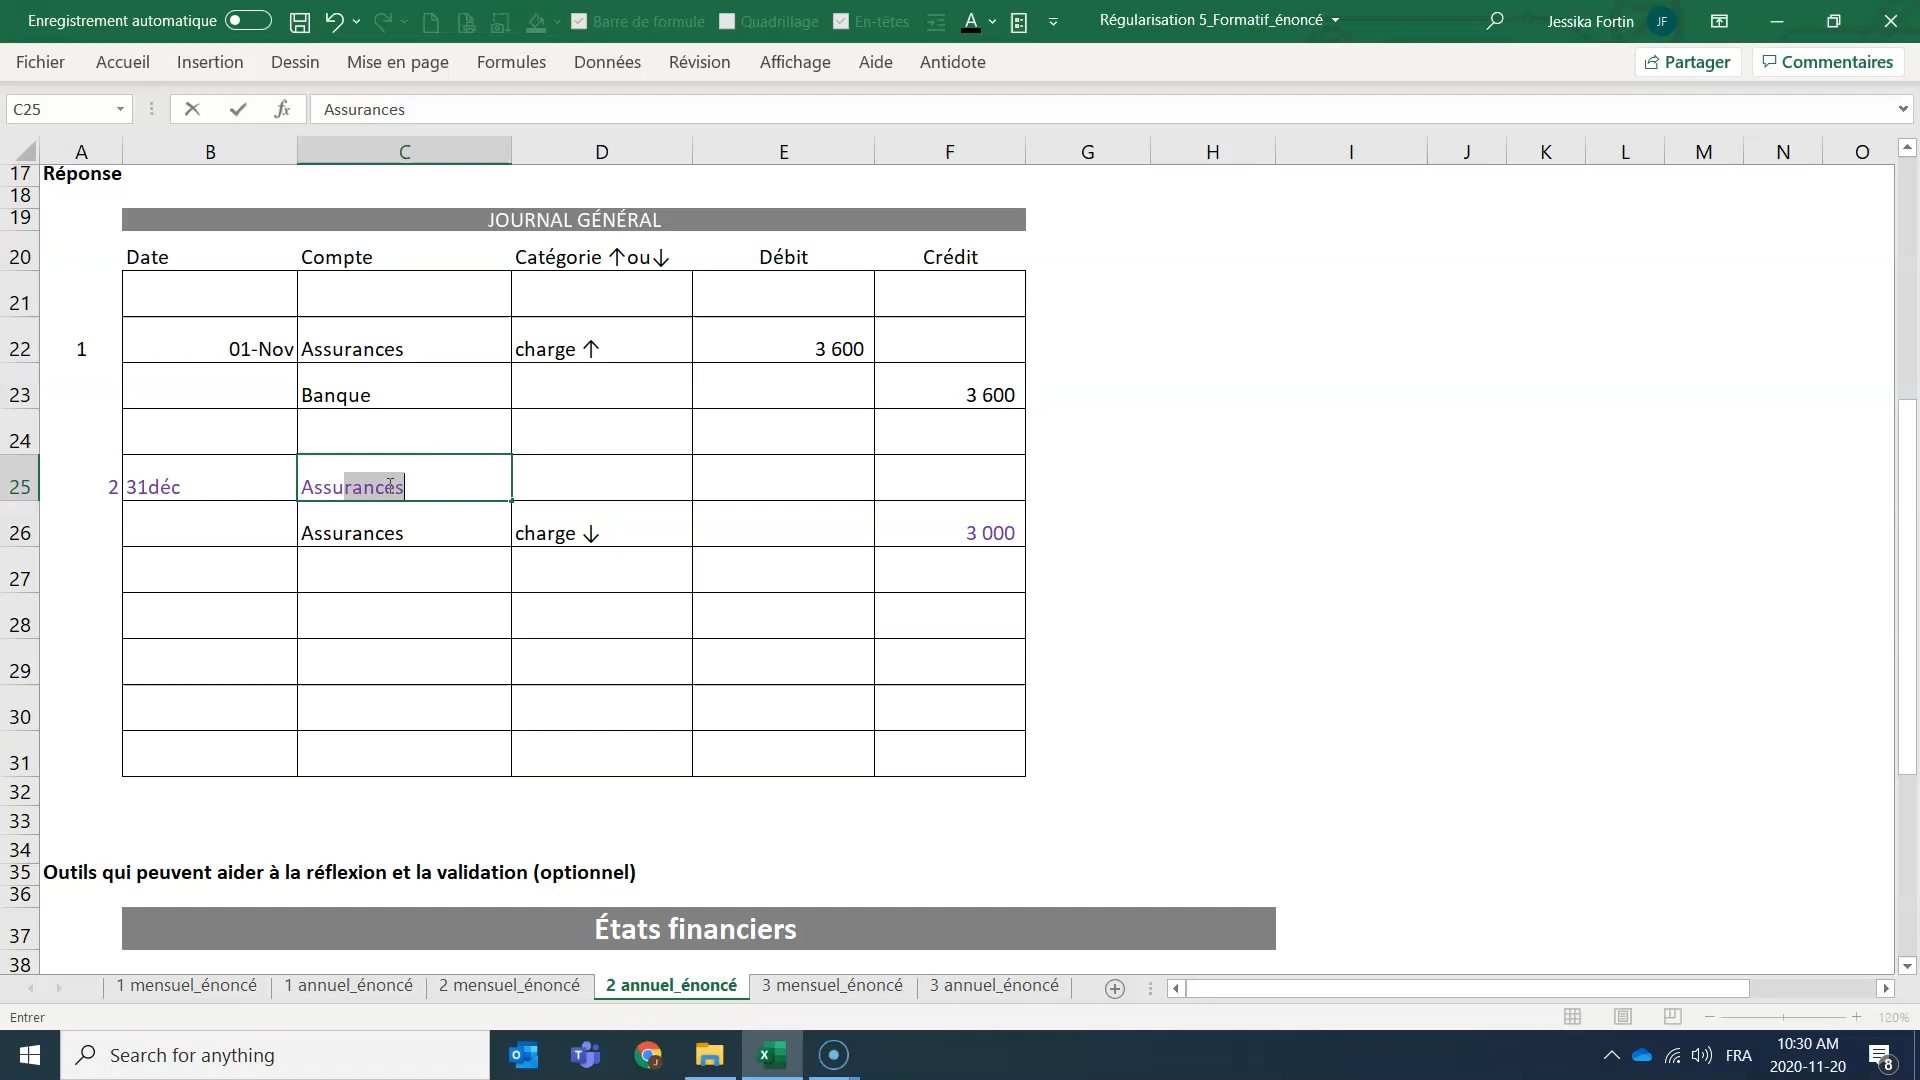 Enregistrement automatique
Barre de formule
Quadrillage
En-têtes
A
Régularisation 5_Formatif_énoncé
Jessika Fortin
JF
Fichier
Accueil
Insertion
Dessin
Mise en page
Formules
Données
Révision
Affichage
Aide
Antidote
Partager
Commentaires
C25
fx
Assurances
A B C D E F G H I J K L M N O
17 Réponse
18
19 JOURNAL GÉNÉRAL
20 Date Compte Catégorie ↑ou↓ Débit Crédit
21
22 1 01-Nov Assurances charge ↑ 3 600
23 Banque 3 600
24
25 2 31déc Assurances
26 Assurances charge ↓ 3 000
27
28
29
30
31
32
33
34
35 Outils qui peuvent aider à la réflexion et la validation (optionnel)
36
37 États financiers
38
1 mensuel_énoncé
1 annuel_énoncé
2 mensuel_énoncé
2 annuel_énoncé
3 mensuel_énoncé
3 annuel_énoncé
Entrer
120%
Search for anything
FRA
10:30 AM
2020-11-20
8